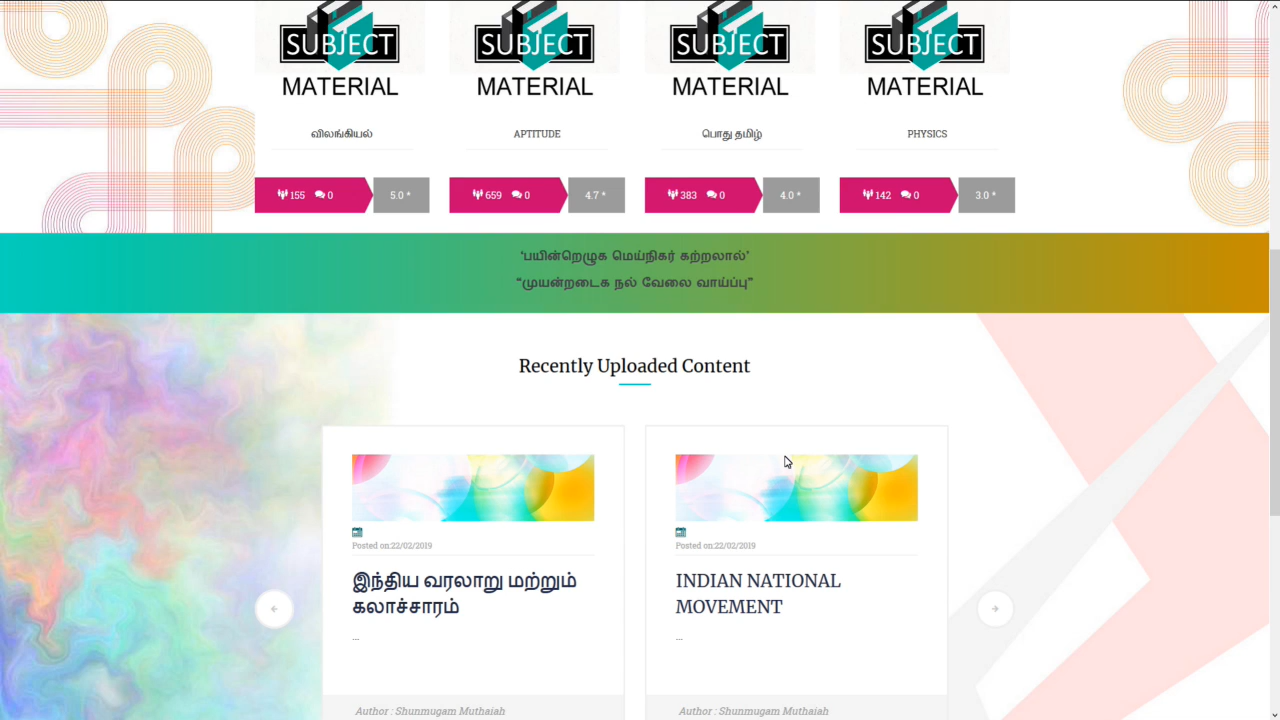 SUBJECT SUBJECT SUBJECT SUBJECT
MATERIAL MATERIAL MATERIAL MATERIAL
விலங்கியல் APTITUDE பொது தமிழ் PHYSICS
155 0 5.0 * 659 0 4.7 * 383 0 4.0 * 142 0 3.0 *
‘பயின்றெழுக மெய்நிகர் கற்றலால்’
“முயன்றடைக நல் வேலை வாய்ப்பு”
Recently Uploaded Content
Posted on:22/02/2019
இந்திய வரலாறு மற்றும்
கலாச்சாரம்
...
Author : Shunmugam Muthaiah
Posted on:22/02/2019
INDIAN NATIONAL
MOVEMENT
...
Author : Shunmugam Muthaiah